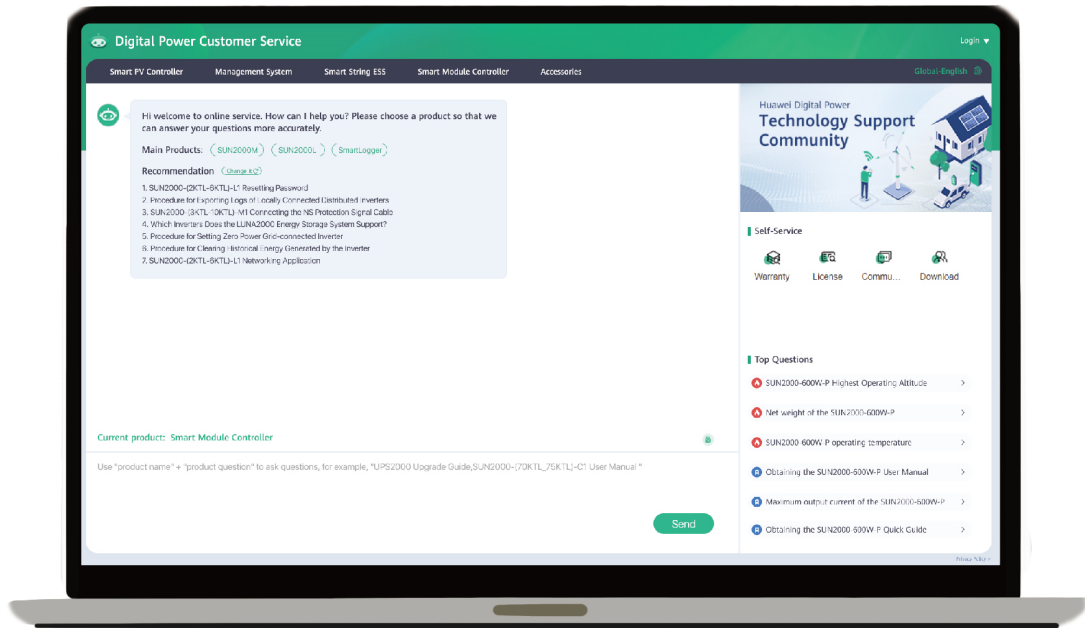 Digital Power Customer Service
Login
Smart PV Controller
Management System
Smart String ESS
Smart Module Controller
Accessories
Global-English
Hi welcome to online service. How can I help you? Please choose a product so that we
can answer your questions more accurately.
Main Products: SUN2000M SUN2000L SmartLogger
Recommendation Change it
1. SUN2000-(2KTL-6KTL)-L1 Resetting Password
2. Procedure for Exporting Logs of Locally Connected Distributed Inverters
3. SUN2000-(3KTL-10KTL)-M1 Connecting the NS Protection Signal Cable
4. Which Inverters Does the LUNA2000 Energy Storage System Support?
5. Procedure for Setting Zero Power Grid-connected Inverter
6. Procedure for Clearing Historical Energy Generated by the Inverter
7. SUN2000-(2KTL-6KTL)-L1 Networking Application
Current product: Smart Module Controller
Use "product name" + "product question" to ask questions, for example, "UPS2000 Upgrade Guide,SUN2000-(70KTL_75KTL)-C1 User Manual "
Send
Huawei Digital Power
Technology Support
Community
Self-Service
Warranty
License
Commu...
Download
Top Questions
SUN2000-600W-P Highest Operating Altitude
Net weight of the SUN2000-600W-P
SUN2000-600W-P operating temperature
Obtaining the SUN2000-600W-P User Manual
Maximum output current of the SUN2000-600W-P
Obtaining the SUN2000-600W-P Quick Guide
Privacy Policy